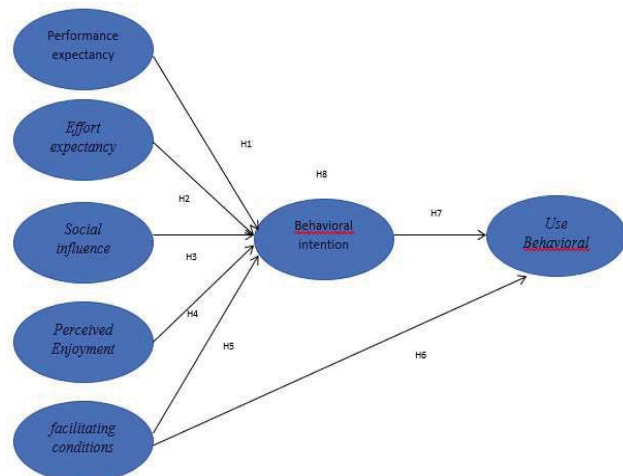 Performance
expectancy
Effort
expectancy
Social
influence
Perceived
Enjoyment
facilitating
conditions
H1
H2
H3
H4
H5
H8
Behavioral
intention
H7
H6
Use
Behavioral